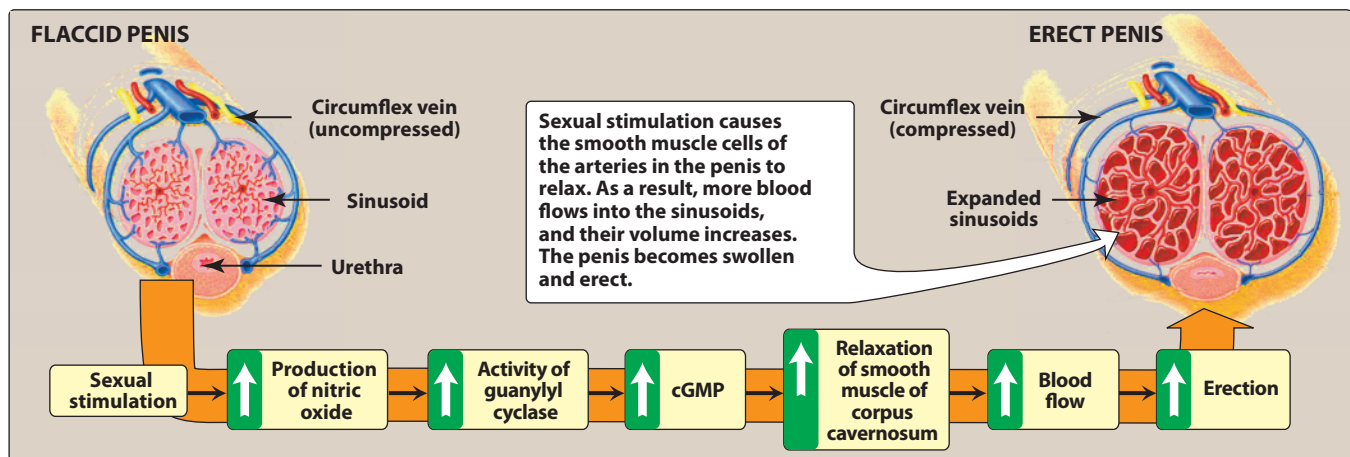 FLACCID PENIS
ERECT PENIS
Circumflex vein
(uncompressed)
Sinusoid
Urethra
Sexual stimulation causes
the smooth muscle cells of
the arteries in the penis to
relax. As a result, more blood
flows into the sinusoids,
and their volume increases.
The penis becomes swollen
and erect.
Circumflex vein
(compressed)
Expanded
sinusoids
Sexual
stimulation
Production
of nitric
oxide
Activity of
guanylyl
cyclase
cGMP
Relaxation
of smooth
muscle of
corpus
cavernosum
Blood
flow
Erection